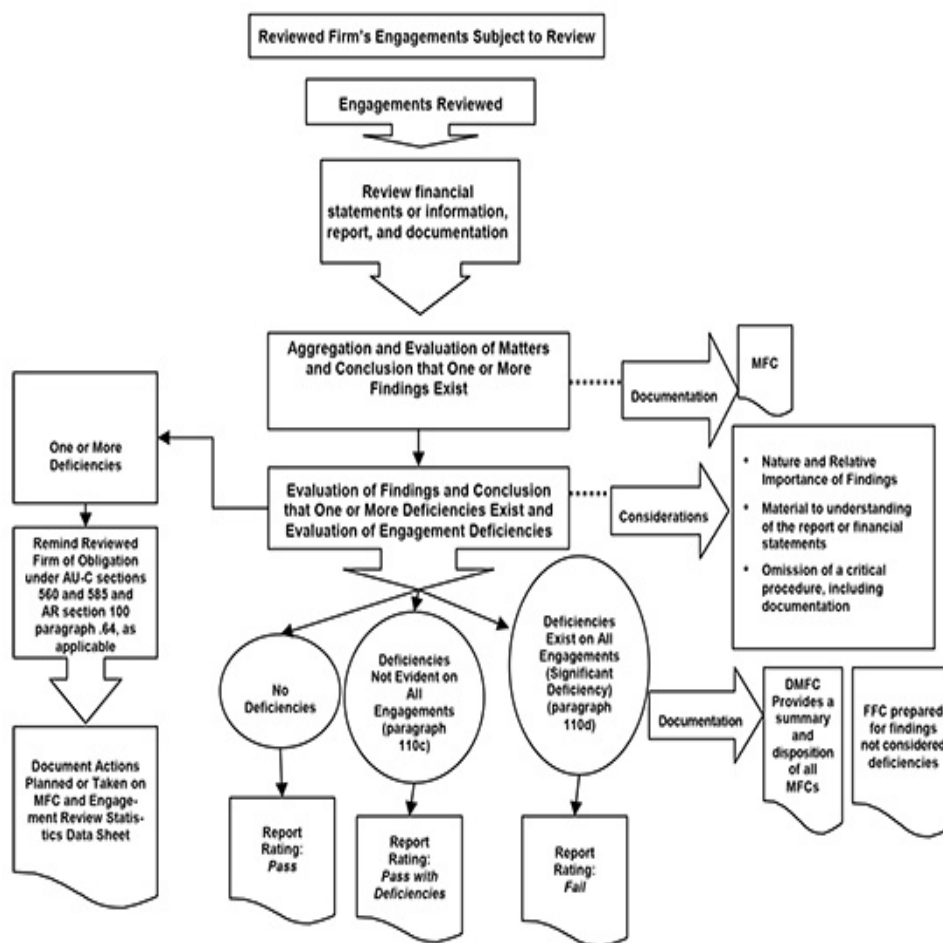 Reviewed Firm's Engagements Subject to Review
Engagements Reviewed
Review financial
statements or information,
report, and documentation
Aggregation and Evaluation of Matters
and Conclusion that One or More
Findings Exist
Documentation
MFC
One or More
Deficiencies
Evaluation of Findings and Conclusion
that One or More Deficiencies Exist and
Evaluation of Engagement Deficiencies
Considerations
• Nature and Relative
Importance of Findings
• Material to understanding
of the report or financial
statements
• Omission of a critical
procedure, including
documentation
Remind Reviewed
Firm of Obligation
under AU-C sections
560 and 585 and
AR section 100
paragraph .64, as
applicable
No
Deficiencies
Deficiencies
Not Evident on
All
Engagements
(paragraph
110c)
Deficiencies
Exist on All
Engagements
(Significant
Deficiency)
(paragraph
110d)
Documentation
DMFC
Provides a
summary
and
disposition
of all
MFCs
FFC prepared
for findings
not considered
deficiencies
Document Actions
Planned or Taken on
MFC and Engage-
ment Review Statis-
tics Data Sheet
Report
Rating:
Pass
Report
Rating:
Pass with
Deficiencies
Report
Rating:
Fail